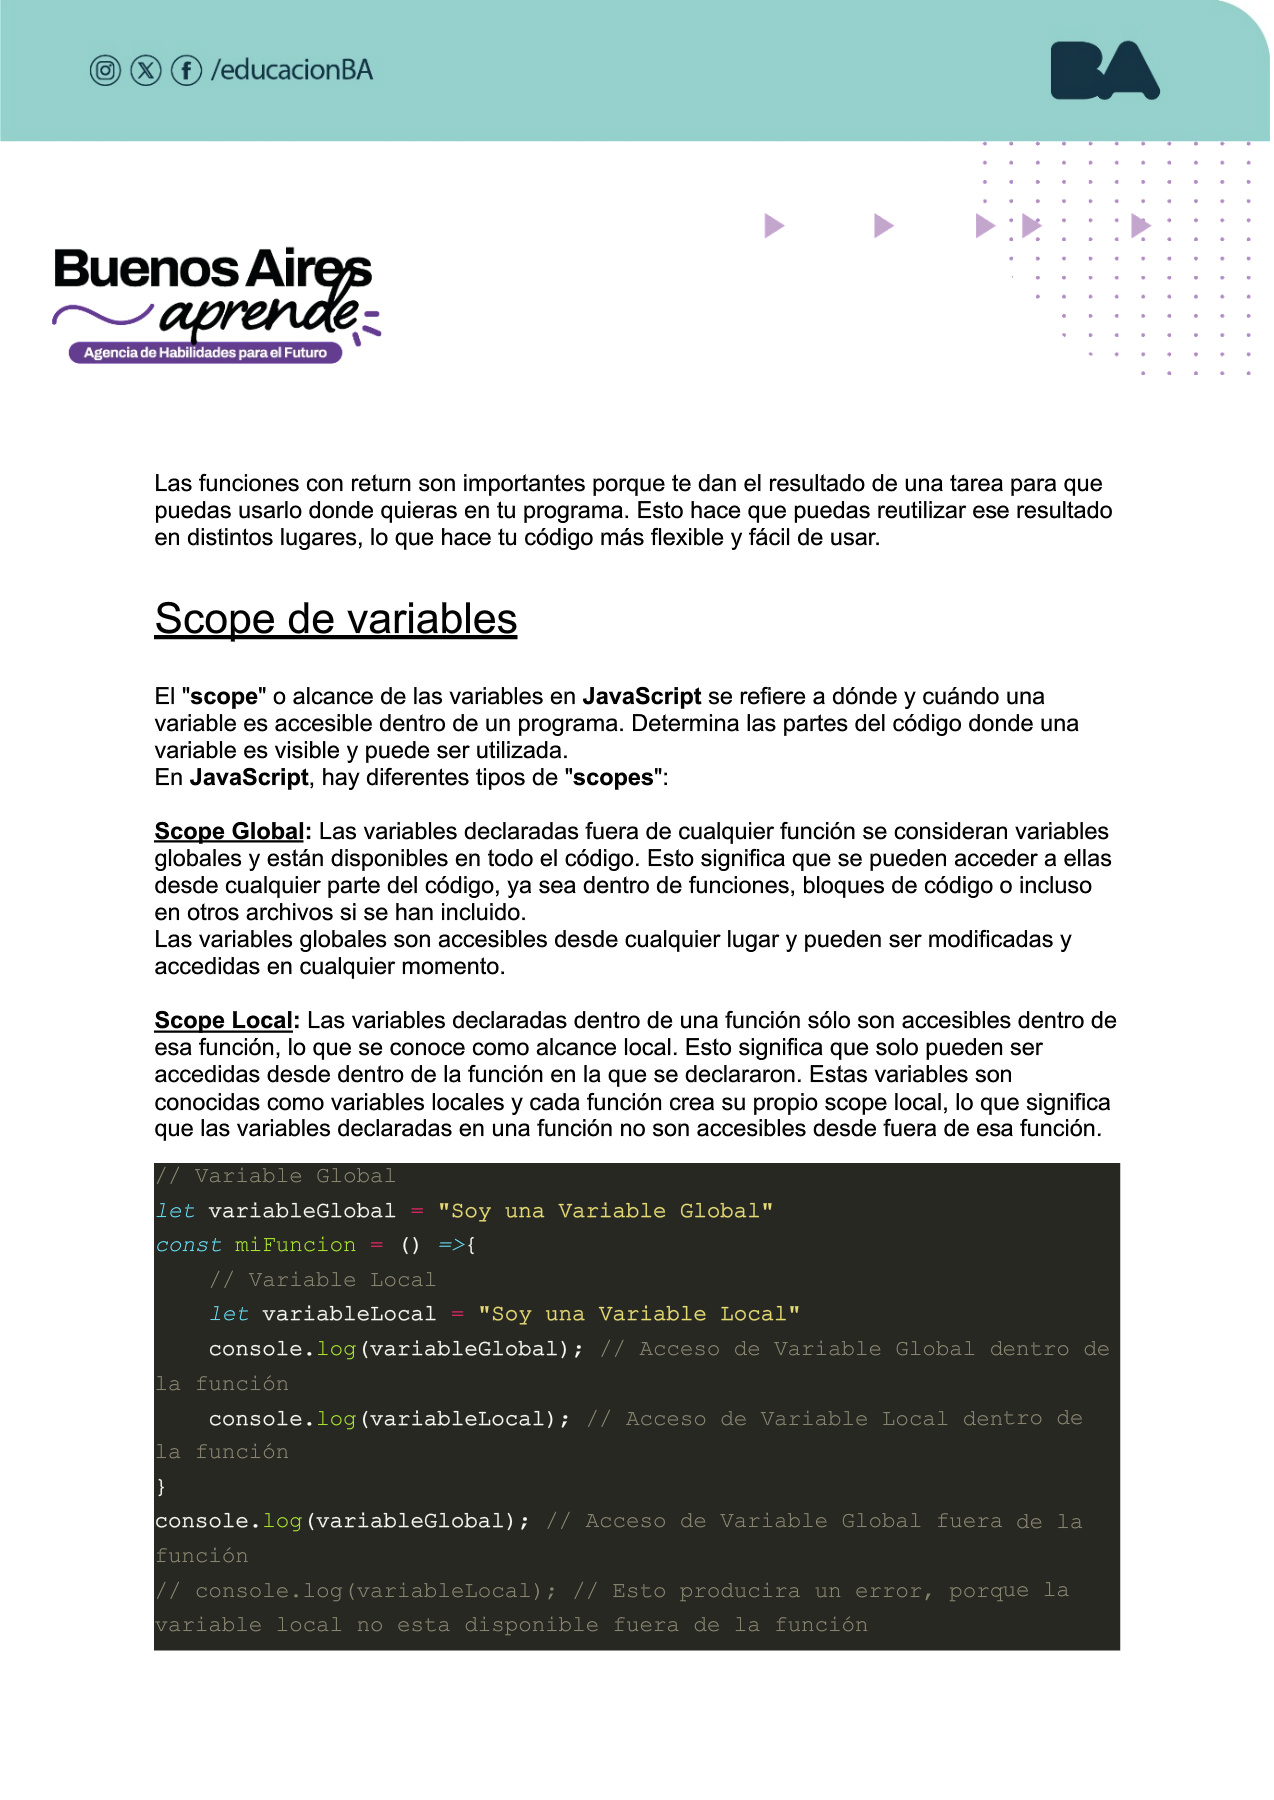 /educacionBA
BA
Buenos Aires
aprende
Agencia de Habilidades para el Futuro
Las funciones con return son importantes porque te dan el resultado de una tarea para que
puedas usarlo donde quieras en tu programa. Esto hace que puedas reutilizar ese resultado
en distintos lugares, lo que hace tu código más flexible y fácil de usar.
Scope de variables
El "scope" o alcance de las variables en JavaScript se refiere a dónde y cuándo una
variable es accesible dentro de un programa. Determina las partes del código donde una
variable es visible y puede ser utilizada.
En JavaScript, hay diferentes tipos de "scopes":
Scope Global: Las variables declaradas fuera de cualquier función se consideran variables
globales y están disponibles en todo el código. Esto significa que se pueden acceder a ellas
desde cualquier parte del código, ya sea dentro de funciones, bloques de código o incluso
en otros archivos si se han incluido.
Las variables globales son accesibles desde cualquier lugar y pueden ser modificadas y
accedidas en cualquier momento.
Scope Local: Las variables declaradas dentro de una función sólo son accesibles dentro de
esa función, lo que se conoce como alcance local. Esto significa que solo pueden ser
accedidas desde dentro de la función en la que se declararon. Estas variables son
conocidas como variables locales y cada función crea su propio scope local, lo que significa
que las variables declaradas en una función no son accesibles desde fuera de esa función.
// Variable Global
let variableGlobal = "Soy una Variable Global"
const miFuncion = () =>{
    // Variable Local
    let variableLocal = "Soy una Variable Local"
    console.log(variableGlobal); // Acceso de Variable Global dentro de
la función
    console.log(variableLocal); // Acceso de Variable Local dentro de
la función
}
console.log(variableGlobal); // Acceso de Variable Global fuera de la
función
// console.log(variableLocal); // Esto producira un error, porque la
variable local no esta disponible fuera de la función